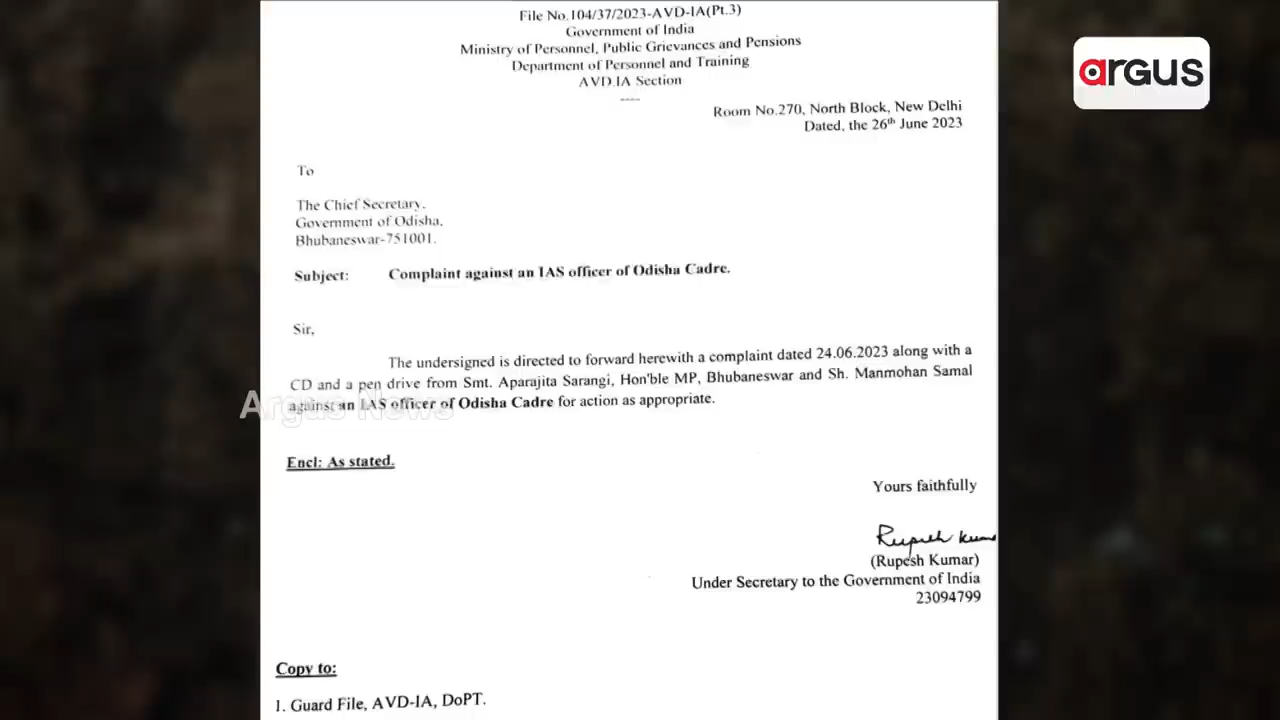 File No.104/37/2023-AVD-IA(Pt.3)
Government of India
Ministry of Personnel, Public Grievances and Pensions
Department of Personnel and Training
AVD.IA Section
----
argus
Room No.270, North Block, New Delhi
Dated, the 26th June 2023
To
The Chief Secretary,
Government of Odisha,
Bhubaneswar-751001.
Subject: Complaint against an IAS officer of Odisha Cadre.
Sir,
The undersigned is directed to forward herewith a complaint dated 24.06.2023 along with a
CD and a pen drive from Smt. Aparajita Sarangi, Hon'ble MP, Bhubaneswar and Sh. Manmohan Samal
against an IAS officer of Odisha Cadre for action as appropriate.
Argus News
Encl: As stated.
Yours faithfully
Rupesh Kumar
(Rupesh Kumar)
Under Secretary to the Government of India
23094799
Copy to:
1. Guard File, AVD-IA, DoPT.